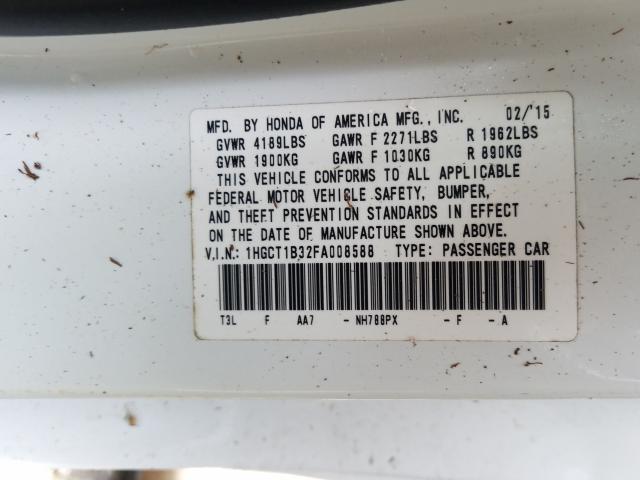 MFD. BY HONDA OF AMERICA MFG., INC. 02/'15
GVWR 4189LBS GAWR F 2271LBS R 1962LBS
GVWR 1900KG GAWR F 1030KG R 890KG
THIS VEHICLE CONFORMS TO ALL APPLICABLE
FEDERAL MOTOR VEHICLE SAFETY, BUMPER,
AND THEFT PREVENTION STANDARDS IN EFFECT
ON THE DATE OF MANUFACTURE SHOWN ABOVE.
V.I.N.: 1HGCT1B32FA008588 TYPE: PASSENGER CAR
T3L F AA7 - NH788PX - F - A